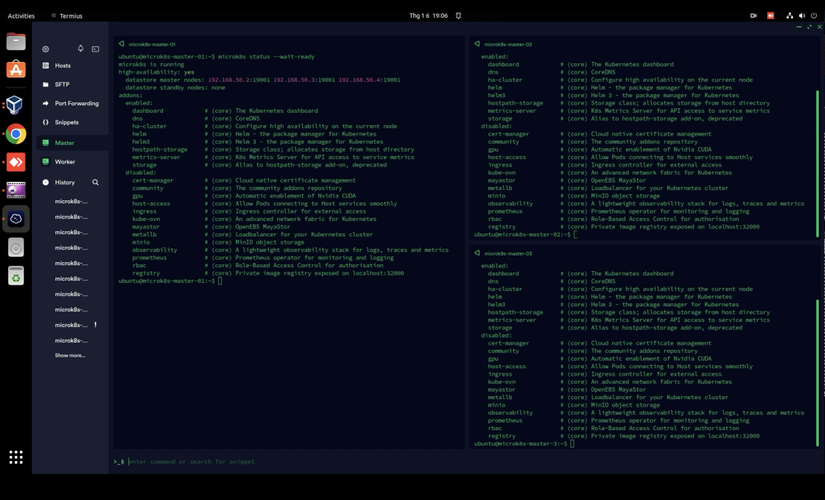 Activities
Termius
Thg 1 6 19:06
Hosts
SFTP
Port Forwarding
Snippets
Master
Worker
History
microk8s-...
microk8s-...
microk8s-...
microk8s-...
microk8s-...
microk8s-...
microk8s-...
microk8s-...
microk8s-... !
microk8s-...
Show more...
microk8s-master-01
ubuntu@microk8s-master-01:~$ microk8s status --wait-ready
microk8s is running
high-availability: yes
datastore master nodes: 192.168.56.2:19001 192.168.56.3:19001 192.168.56.4:19001
datastore standby nodes: none
addons:
enabled:
dashboard # (core) The Kubernetes dashboard
dns # (core) CoreDNS
ha-cluster # (core) Configure high availability on the current node
helm # (core) Helm - the package manager for Kubernetes
helm3 # (core) Helm 3 - the package manager for Kubernetes
hostpath-storage # (core) Storage class; allocates storage from host directory
metrics-server # (core) K8s Metrics Server for API access to service metrics
storage # (core) Alias to hostpath-storage add-on, deprecated
disabled:
cert-manager # (core) Cloud native certificate management
community # (core) The community addons repository
gpu # (core) Automatic enablement of Nvidia CUDA
host-access # (core) Allow Pods connecting to Host services smoothly
ingress # (core) Ingress controller for external access
kube-ovn # (core) An advanced network fabric for Kubernetes
mayastor # (core) OpenEBS MayaStor
metallb # (core) Loadbalancer for your Kubernetes cluster
minio # (core) MinIO object storage
observability # (core) A lightweight observability stack for logs, traces and metrics
prometheus # (core) Prometheus operator for monitoring and logging
rbac # (core) Role-Based Access Control for authorisation
registry # (core) Private image registry exposed on localhost:32000
ubuntu@microk8s-master-01:~$
microk8s-master-02
enabled:
dashboard # (core) The Kubernetes dashboard
dns # (core) CoreDNS
ha-cluster # (core) Configure high availability on the current node
helm # (core) Helm - the package manager for Kubernetes
helm3 # (core) Helm 3 - the package manager for Kubernetes
hostpath-storage # (core) Storage class; allocates storage from host directory
metrics-server # (core) K8s Metrics Server for API access to service metrics
storage # (core) Alias to hostpath-storage add-on, deprecated
disabled:
cert-manager # (core) Cloud native certificate management
community # (core) The community addons repository
gpu # (core) Automatic enablement of Nvidia CUDA
host-access # (core) Allow Pods connecting to Host services smoothly
ingress # (core) Ingress controller for external access
kube-ovn # (core) An advanced network fabric for Kubernetes
mayastor # (core) OpenEBS MayaStor
metallb # (core) Loadbalancer for your Kubernetes cluster
minio # (core) MinIO object storage
observability # (core) A lightweight observability stack for logs, traces and metrics
prometheus # (core) Prometheus operator for monitoring and logging
rbac # (core) Role-Based Access Control for authorisation
registry # (core) Private image registry exposed on localhost:32000
ubuntu@microk8s-master-02:~$
microk8s-master-03
enabled:
dashboard # (core) The Kubernetes dashboard
dns # (core) CoreDNS
ha-cluster # (core) Configure high availability on the current node
helm # (core) Helm - the package manager for Kubernetes
helm3 # (core) Helm 3 - the package manager for Kubernetes
hostpath-storage # (core) Storage class; allocates storage from host directory
metrics-server # (core) K8s Metrics Server for API access to service metrics
storage # (core) Alias to hostpath-storage add-on, deprecated
disabled:
cert-manager # (core) Cloud native certificate management
community # (core) The community addons repository
gpu # (core) Automatic enablement of Nvidia CUDA
host-access # (core) Allow Pods connecting to Host services smoothly
ingress # (core) Ingress controller for external access
kube-ovn # (core) An advanced network fabric for Kubernetes
mayastor # (core) OpenEBS MayaStor
metallb # (core) Loadbalancer for your Kubernetes cluster
minio # (core) MinIO object storage
observability # (core) A lightweight observability stack for logs, traces and metrics
prometheus # (core) Prometheus operator for monitoring and logging
rbac # (core) Role-Based Access Control for authorisation
registry # (core) Private image registry exposed on localhost:32000
ubuntu@microk8s-master-3:~$
>_$ enter command or search for snippet